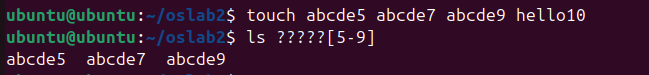 ubuntu@ubuntu:~/oslab2$ touch abcde5 abcde7 abcde9 hello10
ubuntu@ubuntu:~/oslab2$ ls ?????[5-9]
abcde5  abcde7  abcde9